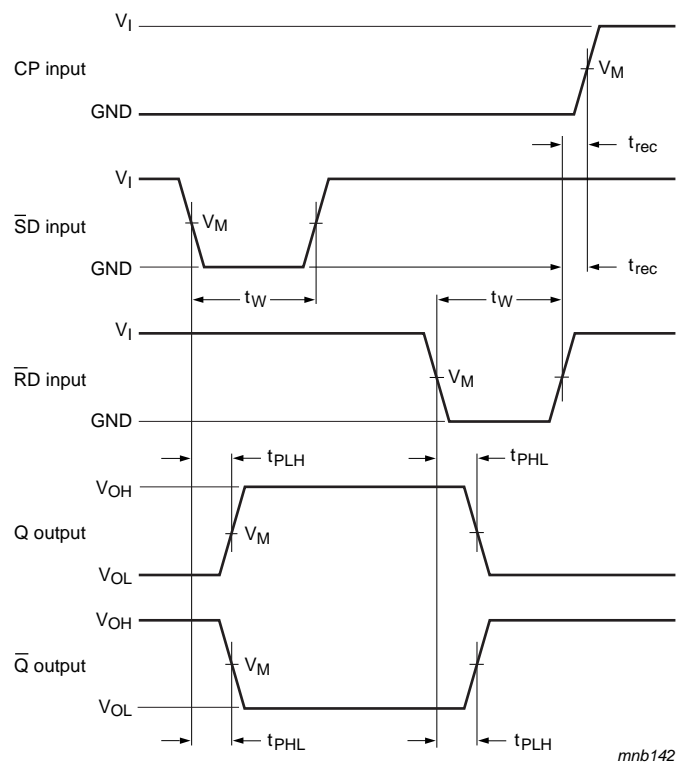 V_I
CP input
V_M
GND
t_rec
V_I
S̅D input
V_M
GND
t_rec
t_W
t_W
V_I
R̅D input
V_M
GND
t_PLH
t_PHL
V_OH
Q output
V_M
V_OL
V_OH
Q̅ output
V_M
V_OL
t_PHL
t_PLH
mnb142